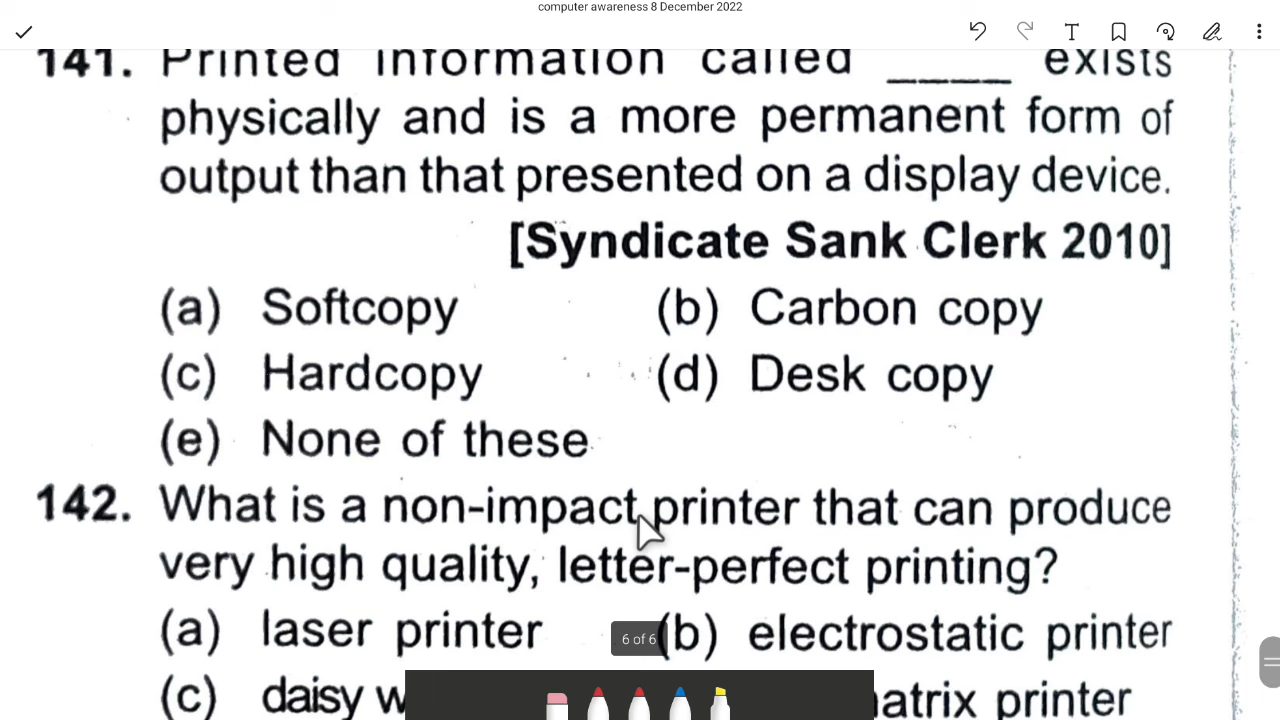 computer awareness 8 December 2022
141. Printed information called _____ exists
physically and is a more permanent form of
output than that presented on a display device.
[Syndicate Sank Clerk 2010]
(a) Softcopy (b) Carbon copy
(c) Hardcopy (d) Desk copy
(e) None of these
142. What is a non-impact printer that can produce
very high quality, letter-perfect printing?
(a) laser printer (b) electrostatic printer
6 of 6
(c) daisy w atrix printer